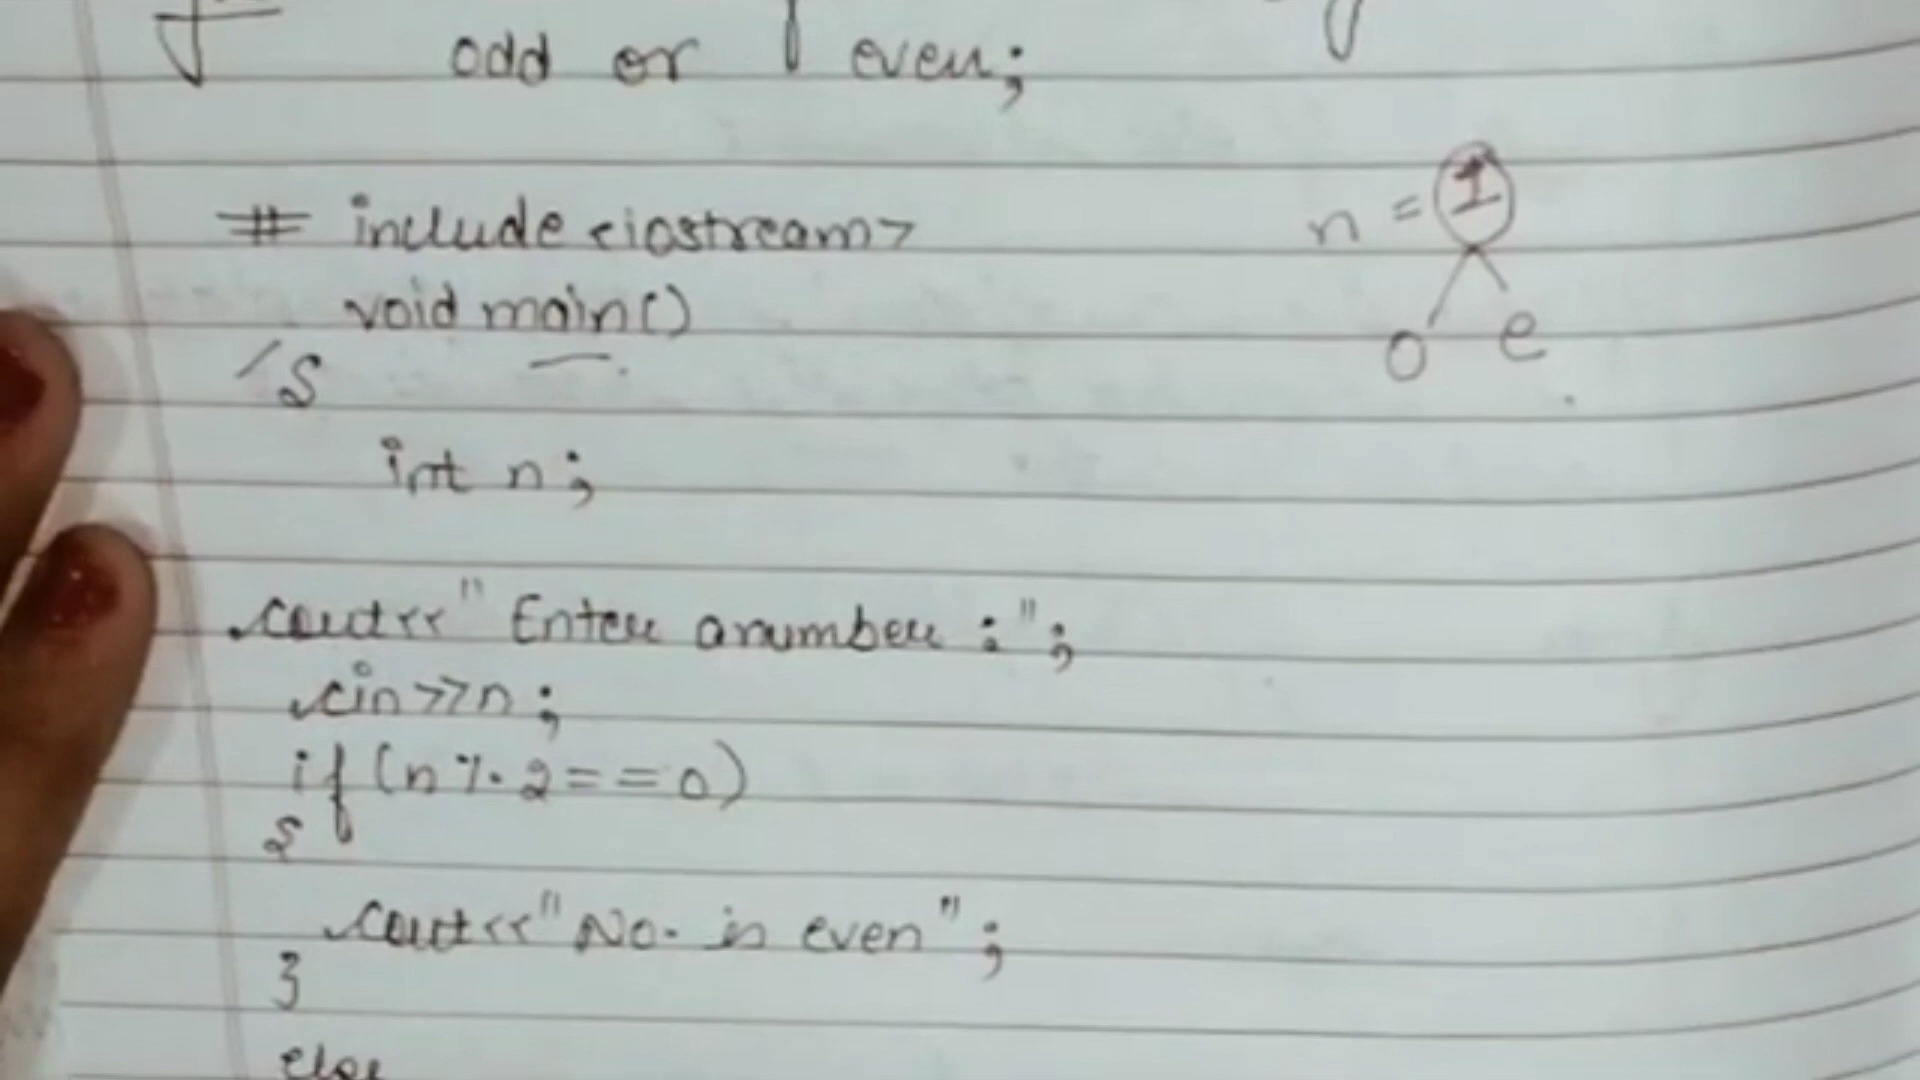 odd or even;
# include <iostream>
void main()
{
int n;
n = 1
o e
cout<<" Enter a number :";
cin>>n;
if (n % 2 == 0)
{
cout<<"No. is even";
}
else